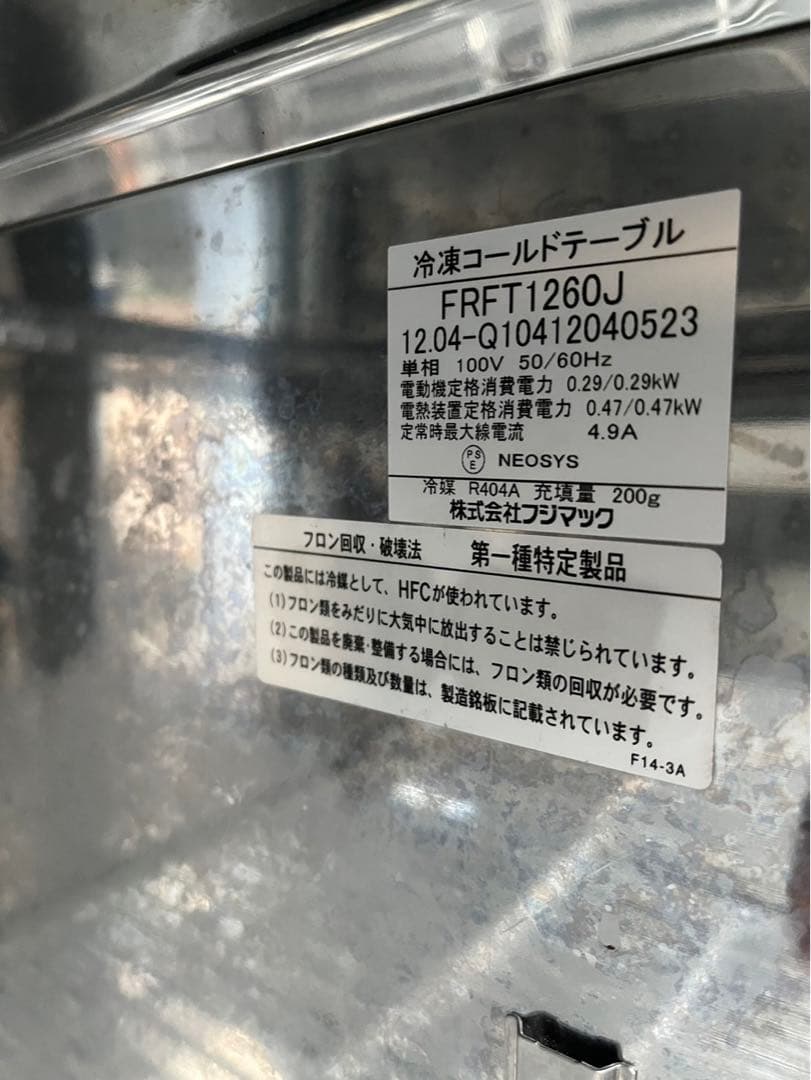 冷凍コールドテーブル
FRFT1260J
12.04-Q10412040523
単相 100V 50/60Hz
電動機定格消費電力 0.29/0.29kW
電熱装置定格消費電力 0.47/0.47kW
定常時最大線電流 4.9A
PSE NEOSYS
冷媒 R404A 充填量 200g
株式会社フジマック
フロン回収・破壊法 第一種特定製品
この製品には冷媒として、HFCが使われています。
(1)フロン類をみだりに大気中に放出することは禁じられています。
(2)この製品を廃棄・整備する場合には、フロン類の回収が必要です。
(3)フロン類の種類及び数量は、製造銘板に記載されています。
F14-3A